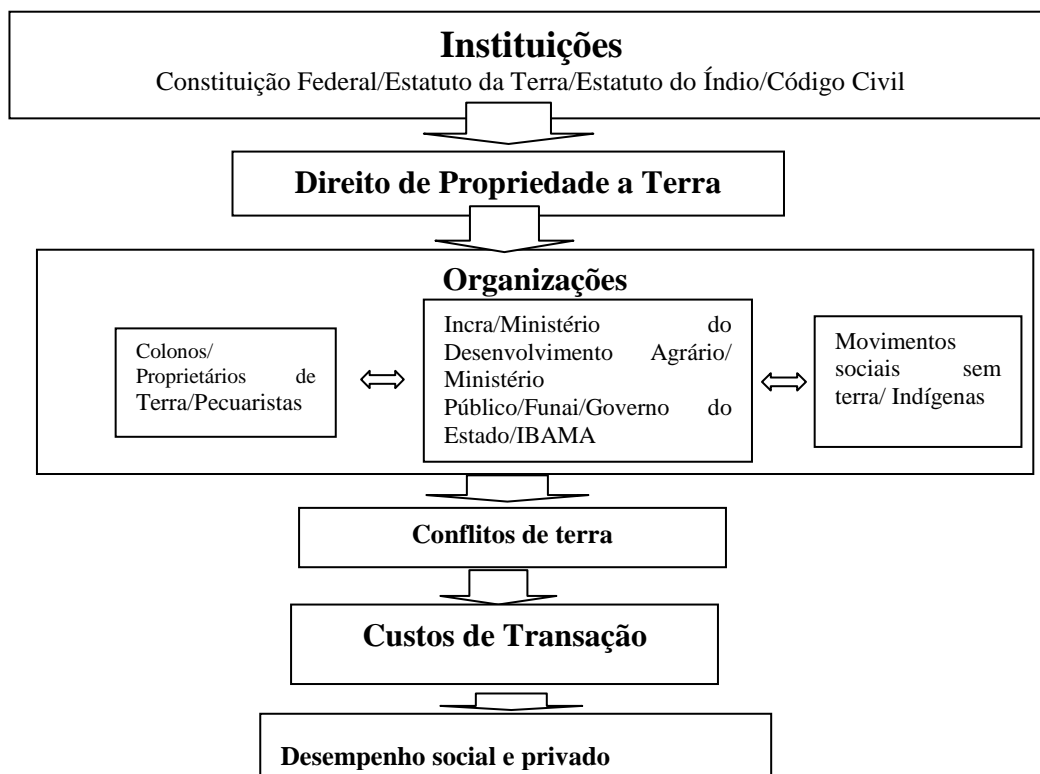 Instituições
Constituição Federal/Estatuto da Terra/Estatuto do Índio/Código Civil
Direito de Propriedade a Terra
Organizações
Colonos/
Proprietários de
Terra/Pecuaristas
Incra/Ministério do
Desenvolvimento Agrário/
Ministério
Público/Funai/Governo do
Estado/IBAMA
Movimentos
sociais sem
terra/ Indígenas
Conflitos de terra
Custos de Transação
Desempenho social e privado